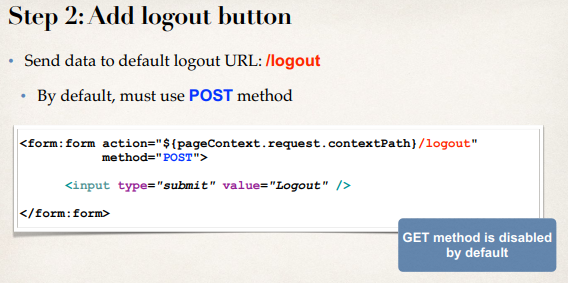 Step 2: Add logout button
• Send data to default logout URL: /logout
• By default, must use POST method
<form:form action="${pageContext.request.contextPath}/logout"
method="POST">
<input type="submit" value="Logout" />
</form:form>
GET method is disabled
by default